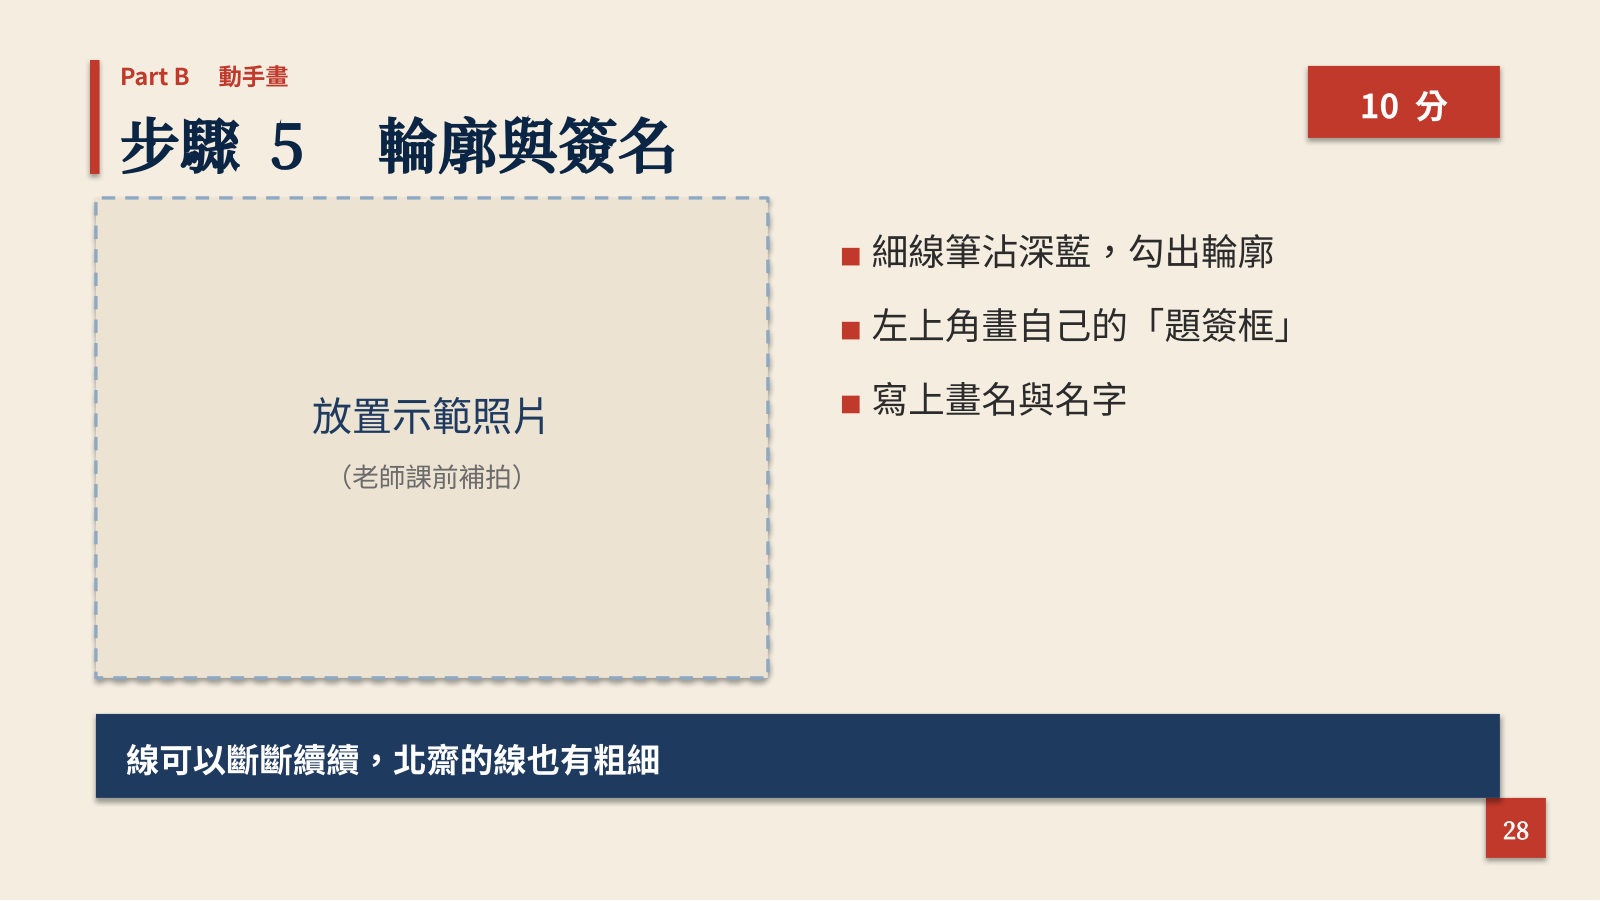 Part B 動手畫
步驟 5 輪廓與簽名
10 分
放置示範照片
（老師課前補拍）
細線筆沾深藍，勾出輪廓
左上角畫自己的「題簽框」
寫上畫名與名字
線可以斷斷續續，北齋的線也有粗細
28